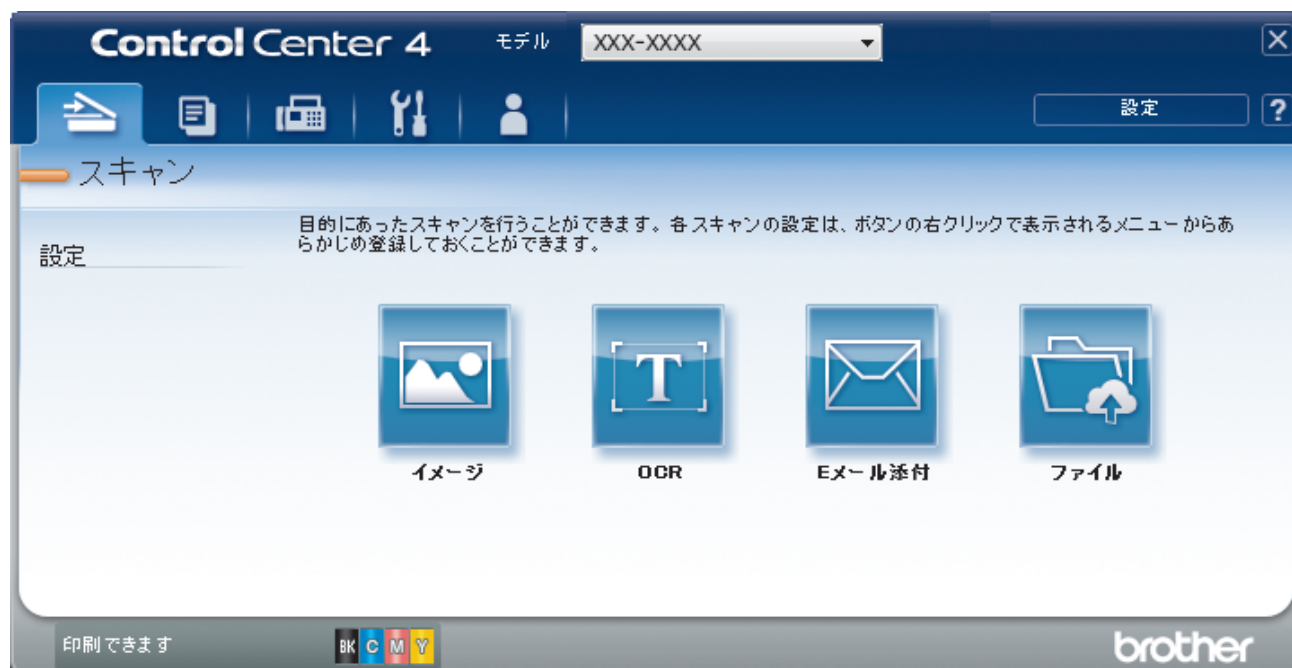 Control Center 4 モデル XXX-XXXX
設定 ?
スキャン
設定
目的にあったスキャンを行うことができます。各スキャンの設定は、ボタンの右クリックで表示されるメニューからあ
らかじめ登録しておくことができます。
T
イメージ OCR Eメール添付 ファイル
印刷できます BK C M Y brother